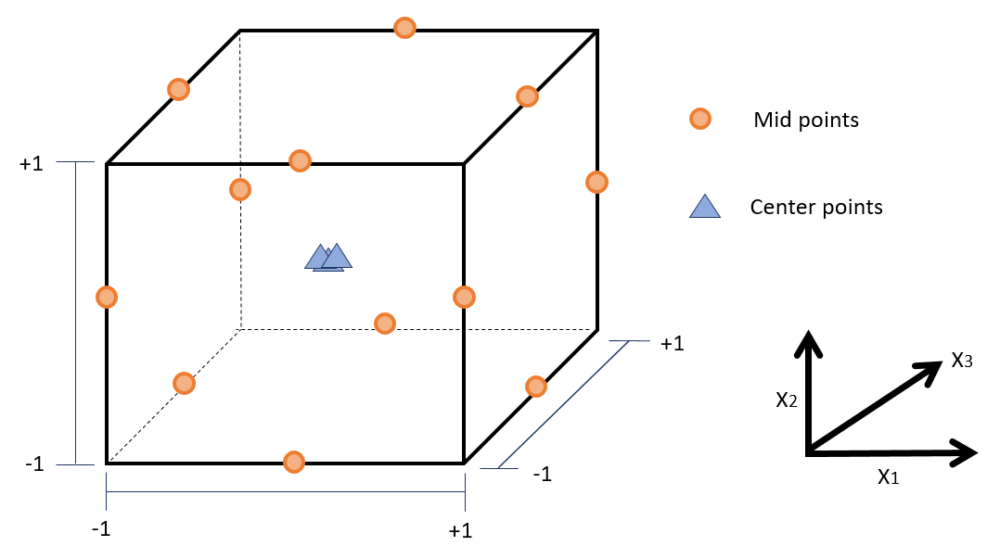 Mid points
+1
Center points
+1
X3
X2
-1
-1
X1
-1
+1